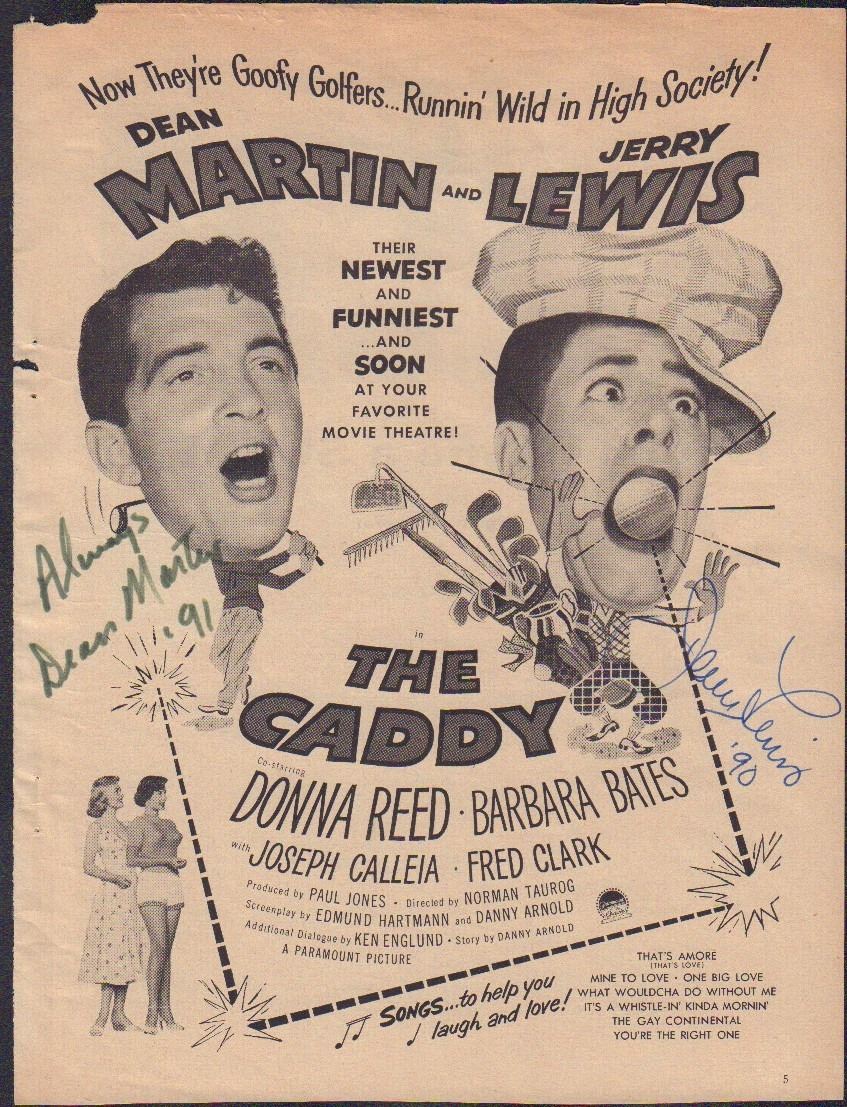 Now They're Goofy Golfers...Runnin' Wild in High Society!
DEAN
MARTIN AND JERRY
LEWIS
THEIR
NEWEST
AND
FUNNIEST
...AND
SOON
AT YOUR
FAVORITE
MOVIE THEATRE!
Always
Dean Martin
'91
Jerry Lewis
'90
in
THE
CADDY
Co-starring
DONNA REED · BARBARA BATES
with JOSEPH CALLEIA · FRED CLARK
Produced by PAUL JONES · Directed by NORMAN TAUROG
Screenplay by EDMUND HARTMANN and DANNY ARNOLD
Additional Dialogue by KEN ENGLUND · Story by DANNY ARNOLD
A PARAMOUNT PICTURE
SONGS...to help you
laugh and love!
THAT'S AMORE
(THAT'S LOVE)
MINE TO LOVE · ONE BIG LOVE
WHAT WOULDCHA DO WITHOUT ME
IT'S A WHISTLE-IN' KINDA MORNIN'
THE GAY CONTINENTAL
YOU'RE THE RIGHT ONE
5